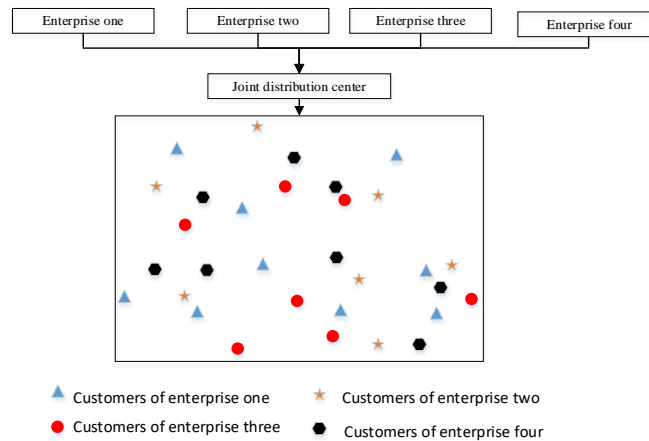 Enterprise one
Enterprise two
Enterprise three
Enterprise four
Joint distribution center
Customers of enterprise one
Customers of enterprise two
Customers of enterprise three
Customers of enterprise four